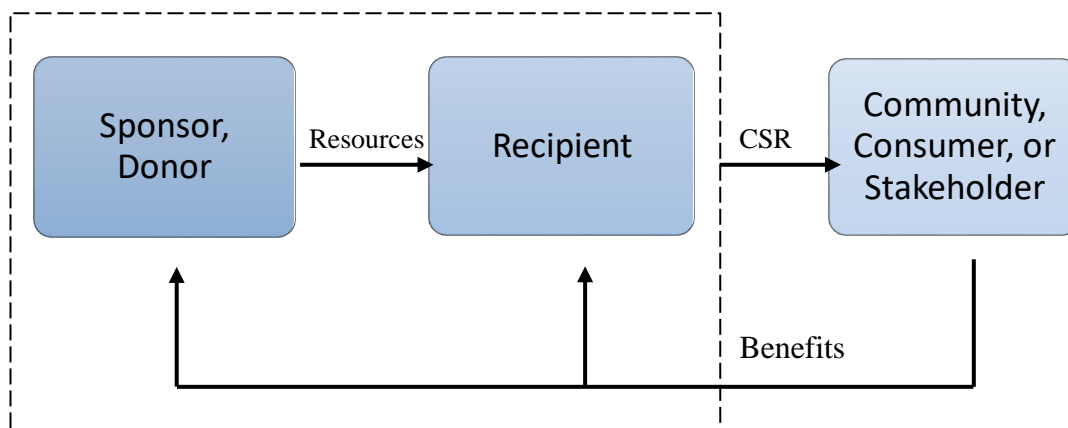 Sponsor,
Donor
Resources
Recipient
CSR
Community,
Consumer, or
Stakeholder
Benefits